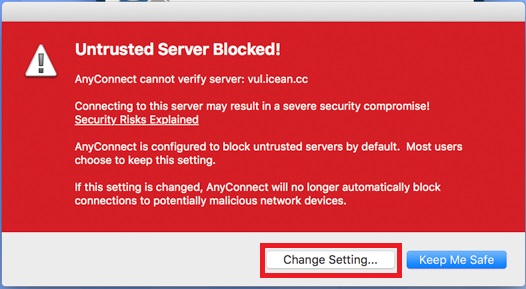 Untrusted Server Blocked!
AnyConnect cannot verify server: vul.icean.cc
Connecting to this server may result in a severe security compromise!
Security Risks Explained
AnyConnect is configured to block untrusted servers by default.  Most users
choose to keep this setting.
If this setting is changed, AnyConnect will no longer automatically block
connections to potentially malicious network devices.
Change Setting...
Keep Me Safe